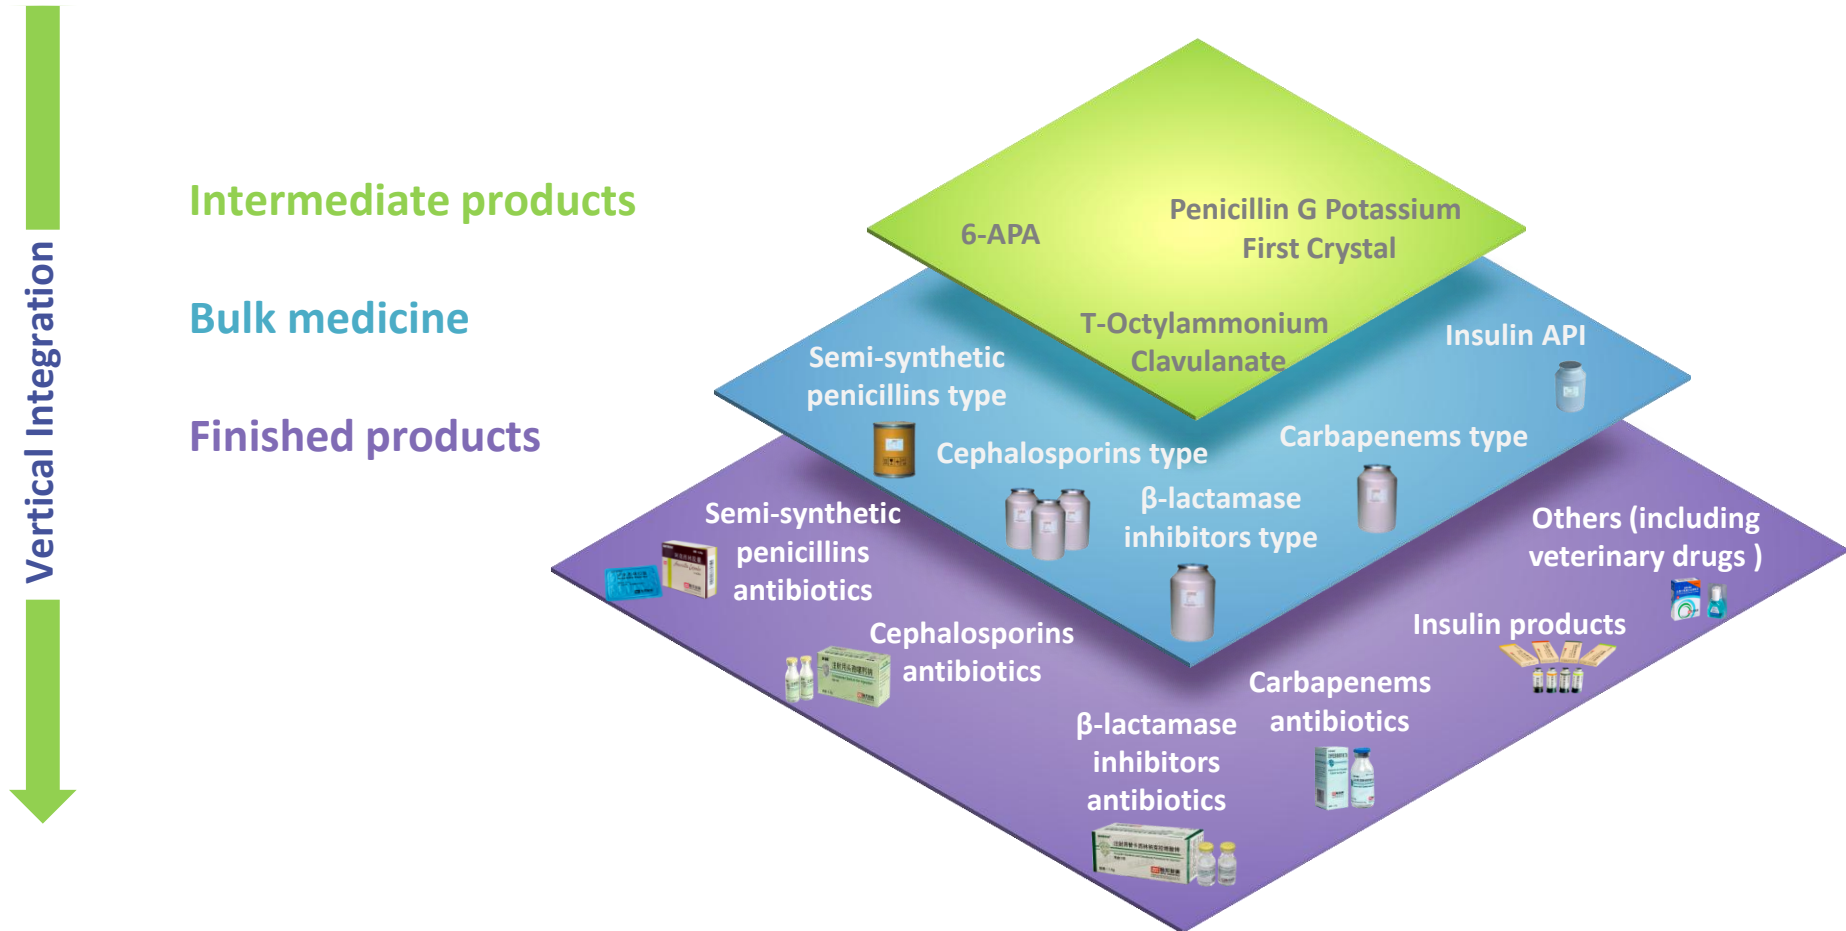 Vertical Integration
Intermediate products
Bulk medicine
Finished products
6-APA
Penicillin G Potassium
First Crystal
T-Octylammonium
Clavulanate
Semi-synthetic
penicillins type
Cephalosporins type
β-lactamase
inhibitors type
Carbapenems type
Insulin API
Semi-synthetic
penicillins
antibiotics
Cephalosporins
antibiotics
β-lactamase
inhibitors
antibiotics
Carbapenems
antibiotics
Insulin products
Others (including
veterinary drugs )